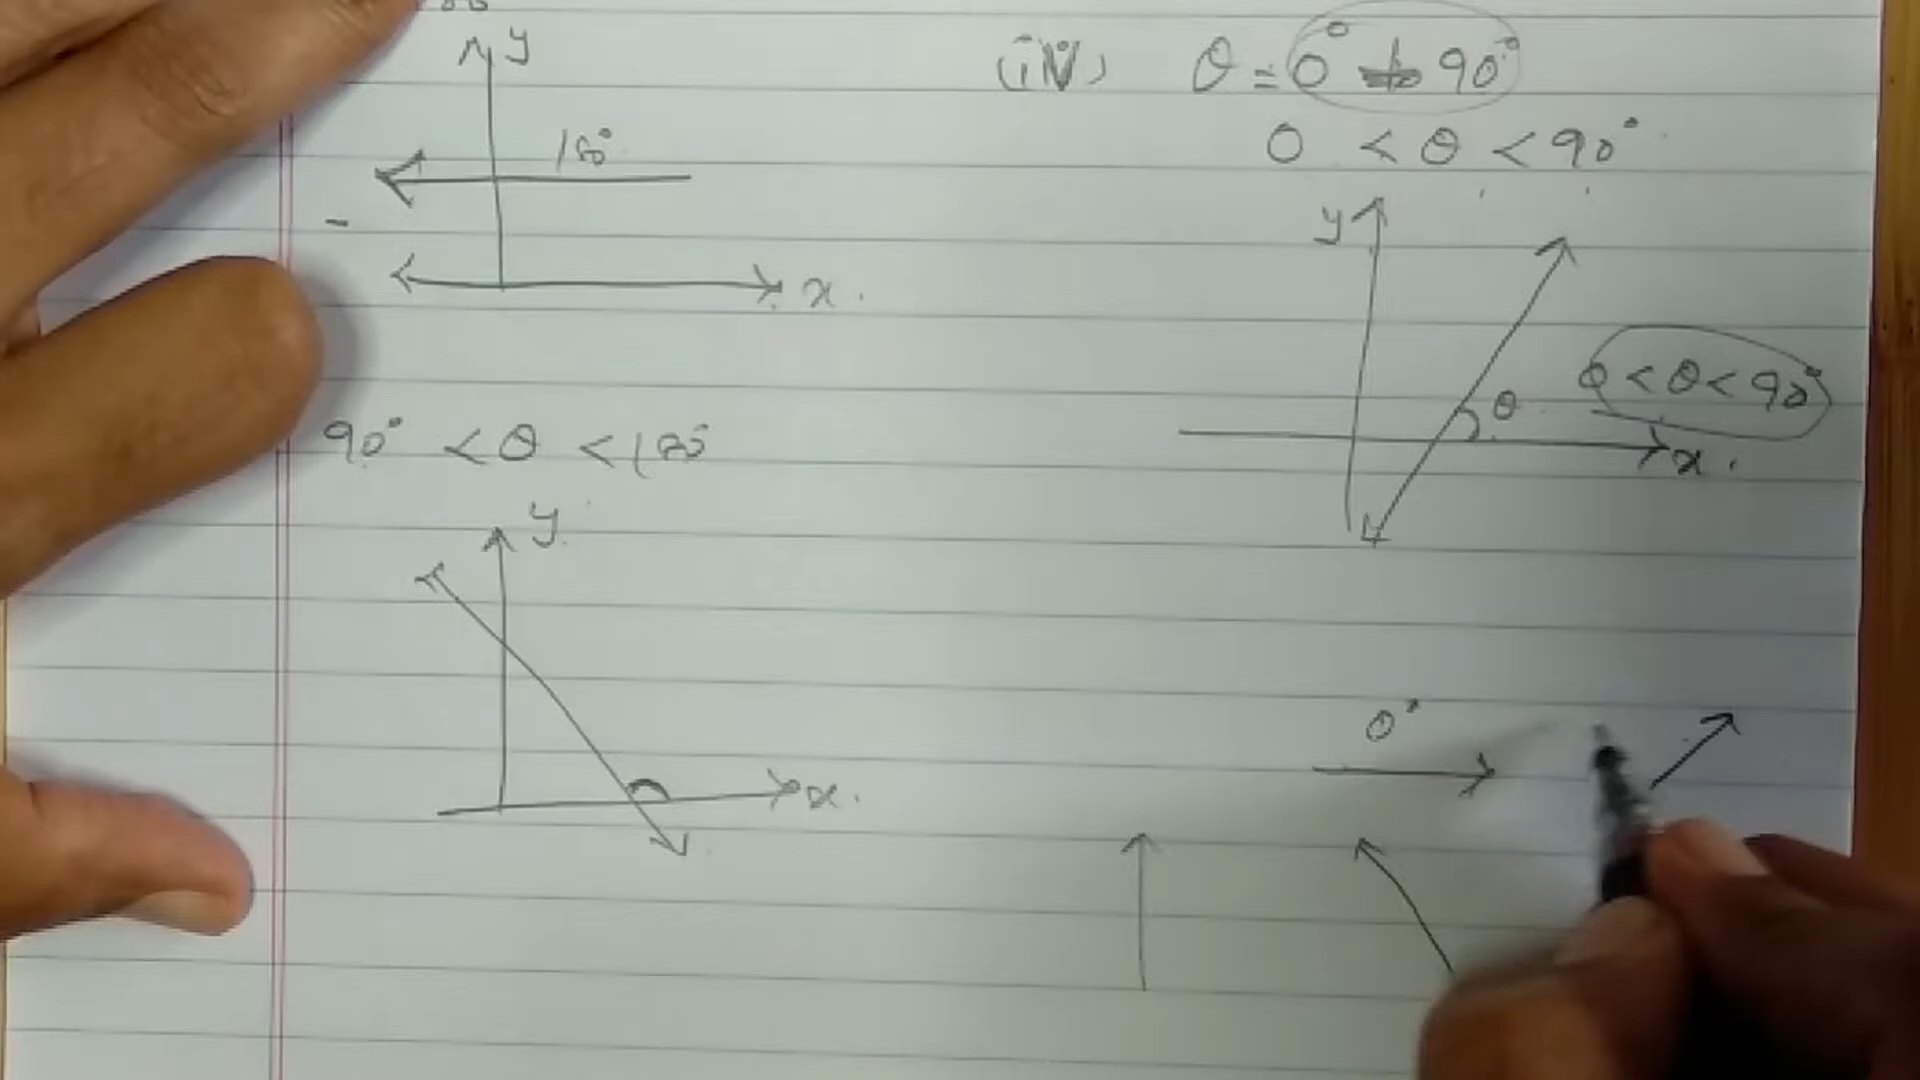 y
180°
x.
90° < θ < 180°
y
x.
(iv) θ = 0° to 90°
0 < θ < 90°
y
θ 0 < θ < 90°
x.
0°